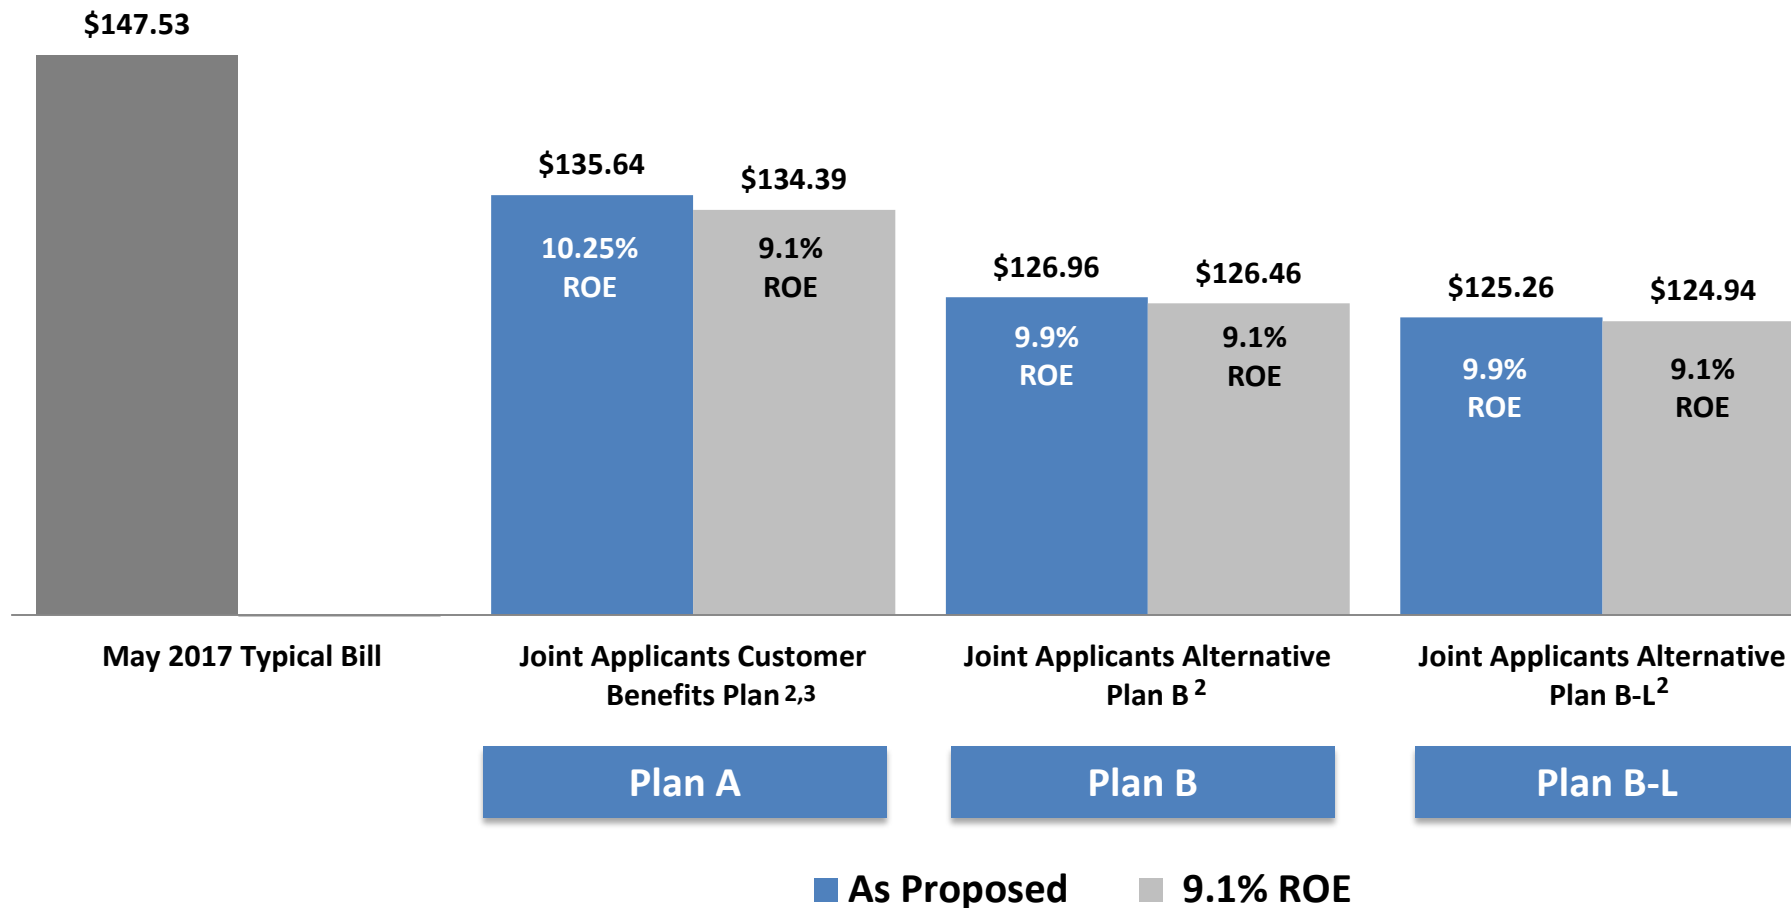 $147.53
$135.64
$134.39
10.25%
ROE
9.1%
ROE
$126.96
$126.46
9.9%
ROE
9.1%
ROE
$125.26
$124.94
9.9%
ROE
9.1%
ROE
May 2017 Typical Bill
Joint Applicants Customer
Benefits Plan 2,3
Joint Applicants Alternative
Plan B 2
Joint Applicants Alternative
Plan B-L2
Plan A
Plan B
Plan B-L
As Proposed
9.1% ROE